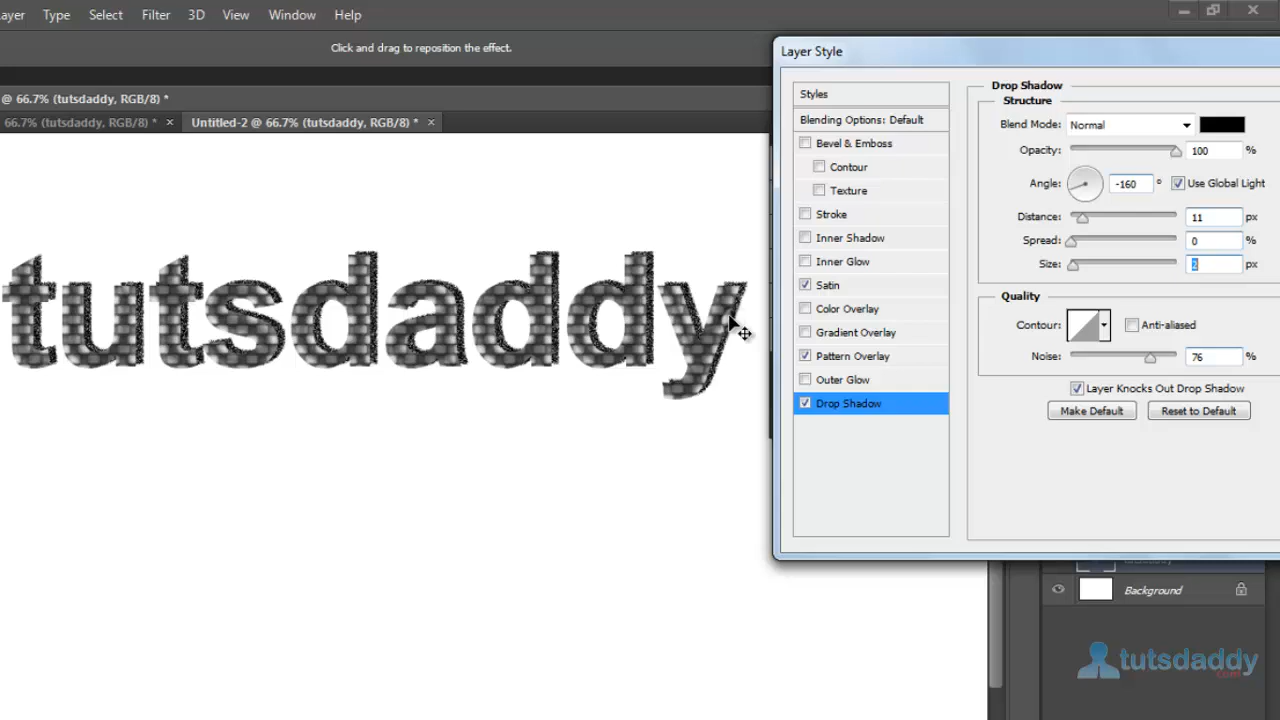 ayer Type Select Filter 3D View Window Help
Click and drag to reposition the effect.
@ 66.7% (tutsdaddy, RGB/8) *
66.7% (tutsdaddy, RGB/8) * × Untitled-2 @ 66.7% (tutsdaddy, RGB/8) * ×
tutsdaddy
Layer Style
Styles
Blending Options: Default
Bevel & Emboss
Contour
Texture
Stroke
Inner Shadow
Inner Glow
Satin
Color Overlay
Gradient Overlay
Pattern Overlay
Outer Glow
Drop Shadow
Drop Shadow
Structure
Blend Mode: Normal
Opacity: 100 %
Angle: -160 ° Use Global Light
Distance: 11 px
Spread: 0 %
Size: 2 px
Quality
Contour: Anti-aliased
Noise: 76 %
Layer Knocks Out Drop Shadow
Make Default Reset to Default
Background
tutsdaddy
.com